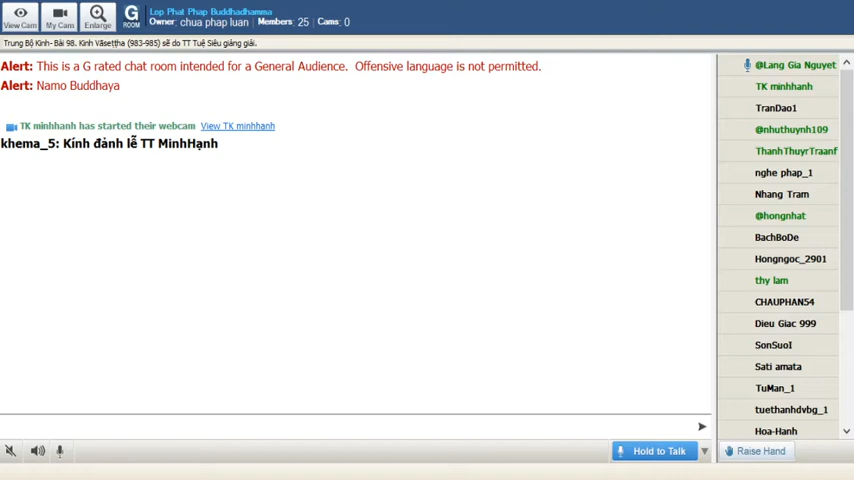 View Cam
My Cam
Enlarge
G
ROOM
Lop Phat Phap Buddhadhamma
Owner: chua phap luan Members: 25 Cams: 0
Trung Bộ Kinh- Bài 98. Kinh Vāseṭṭha (983-985) sẽ do TT Tuệ Siêu giảng giải.
Alert: This is a G rated chat room intended for a General Audience. Offensive language is not permitted.
Alert: Namo Buddhaya
TK minhhanh has started their webcam View TK minhhanh
khema_5: Kính đảnh lễ TT MinhHạnh
@Lang Gia Nguyet
TK minhhanh
TranDao1
@nhuthuynh109
ThanhThuyrTraanf
nghe phap_1
Nhang Tram
@hongnhat
BachBoDe
Hongngoc_2901
thy lam
CHAUPHAN54
Dieu Giac 999
SonSuoI
Sati amata
TuMan_1
tuethanhdvbg_1
Hoa-Hanh
Hold to Talk
Raise Hand